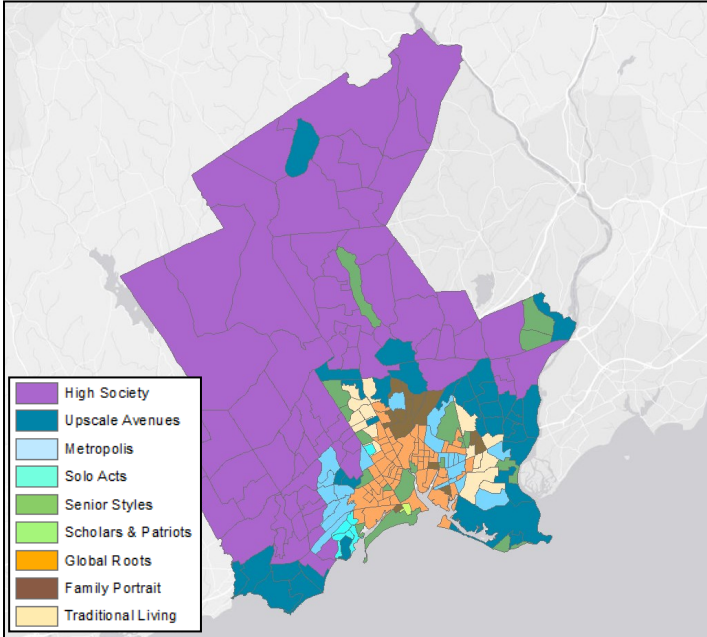 High Society
Upscale Avenues
Metropolis
Solo Acts
Senior Styles
Scholars & Patriots
Global Roots
Family Portrait
Traditional Living